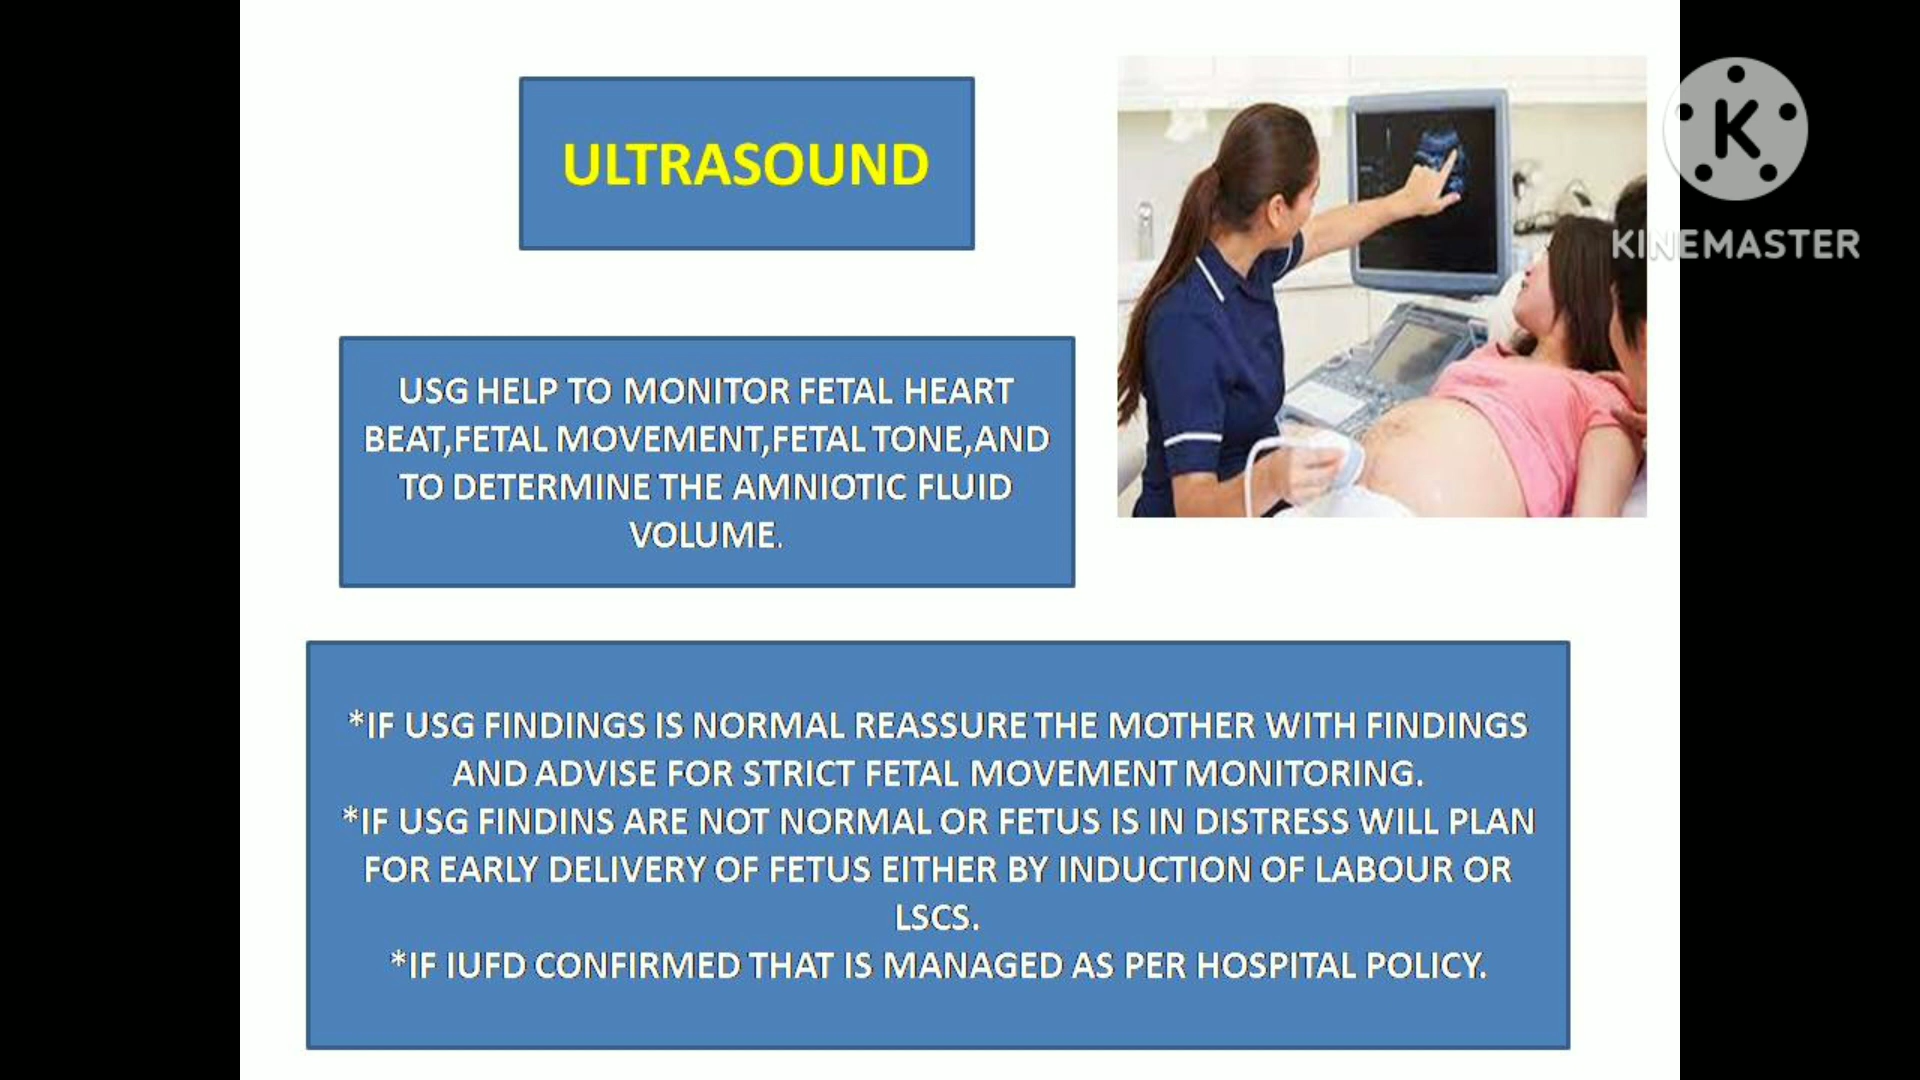 ULTRASOUND
K
KINEMASTER
USG HELP TO MONITOR FETAL HEART
BEAT,FETAL MOVEMENT,FETAL TONE,AND
TO DETERMINE THE AMNIOTIC FLUID
VOLUME.
*IF USG FINDINGS IS NORMAL REASSURE THE MOTHER WITH FINDINGS
AND ADVISE FOR STRICT FETAL MOVEMENT MONITORING.
*IF USG FINDINS ARE NOT NORMAL OR FETUS IS IN DISTRESS WILL PLAN
FOR EARLY DELIVERY OF FETUS EITHER BY INDUCTION OF LABOUR OR
LSCS.
*IF IUFD CONFIRMED THAT IS MANAGED AS PER HOSPITAL POLICY.